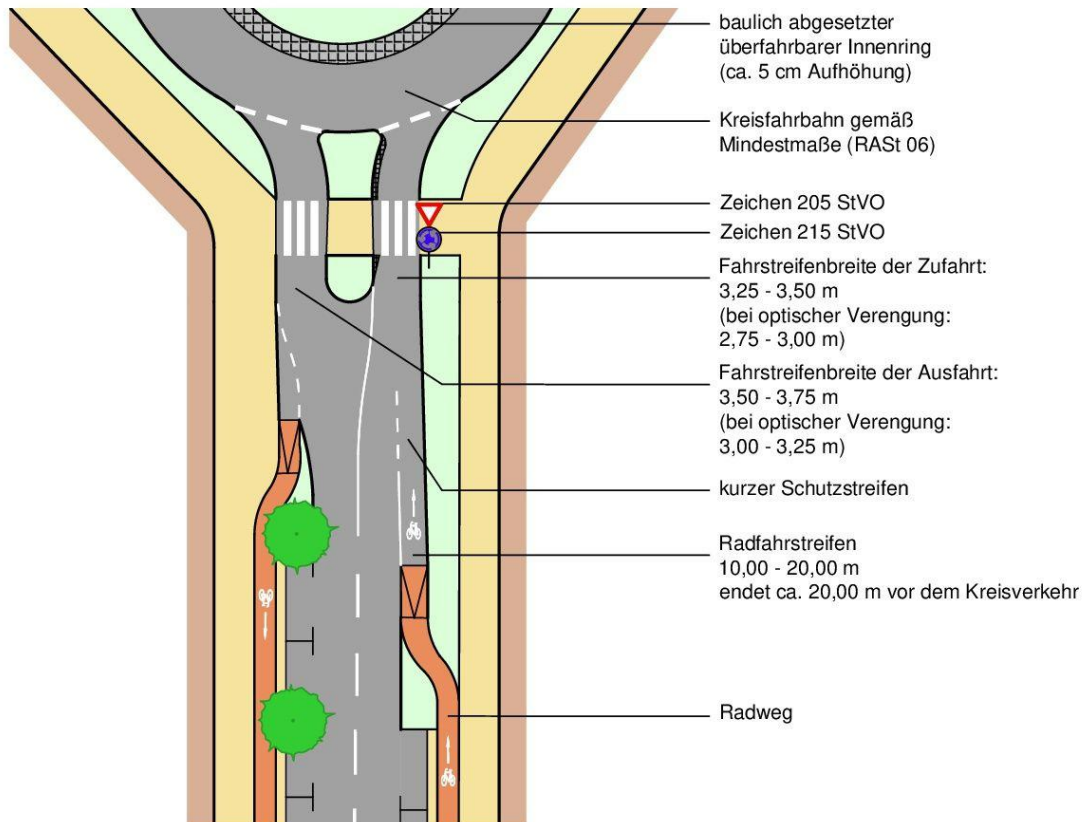 baulich abgesetzter
überfahrbarer Innenring
(ca. 5 cm Aufhöhung)
Kreisfahrbahn gemäß
Mindestmaße (RASt 06)
Zeichen 205 StVO
Zeichen 215 StVO
Fahrstreifenbreite der Zufahrt:
3,25 - 3,50 m
(bei optischer Verengung:
2,75 - 3,00 m)
Fahrstreifenbreite der Ausfahrt:
3,50 - 3,75 m
(bei optischer Verengung:
3,00 - 3,25 m)
kurzer Schutzstreifen
Radfahrstreifen
10,00 - 20,00 m
endet ca. 20,00 m vor dem Kreisverkehr
Radweg